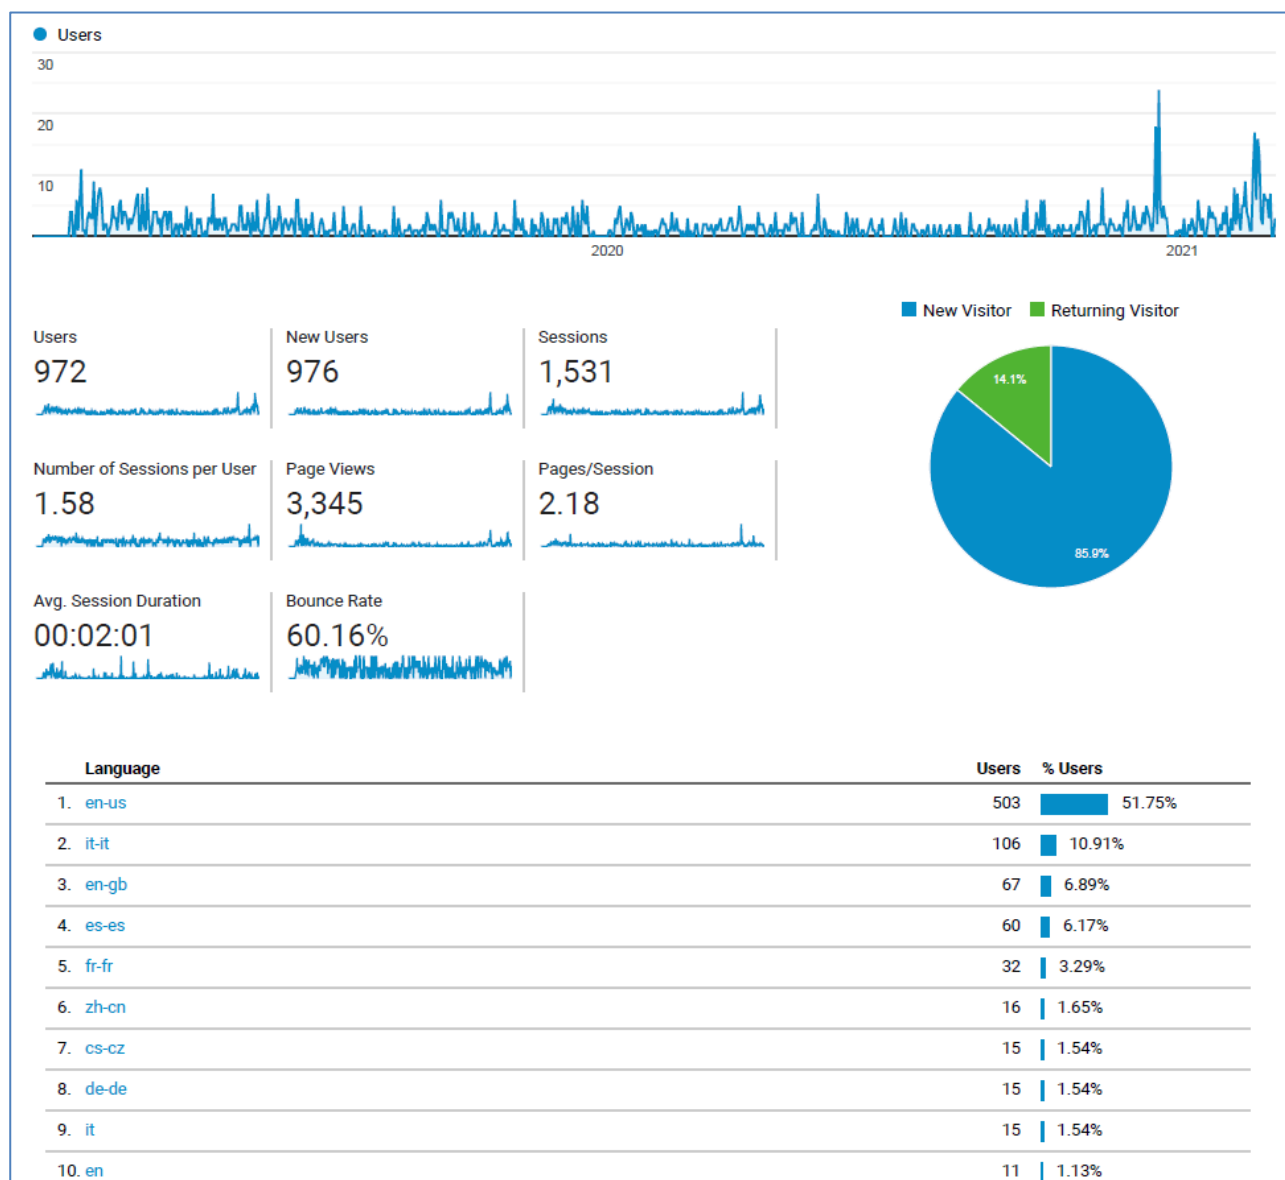 Users
30
20
10
2020 2021
New Visitor Returning Visitor
Users New Users Sessions
972 976 1,531
14.1%
Number of Sessions per User Page Views Pages/Session
1.58 3,345 2.18
85.9%
Avg. Session Duration Bounce Rate
00:02:01 60.16%
Language Users % Users
1. en-us 503 51.75%
2. it-it 106 10.91%
3. en-gb 67 6.89%
4. es-es 60 6.17%
5. fr-fr 32 3.29%
6. zh-cn 16 1.65%
7. cs-cz 15 1.54%
8. de-de 15 1.54%
9. it 15 1.54%
10. en 11 1.13%